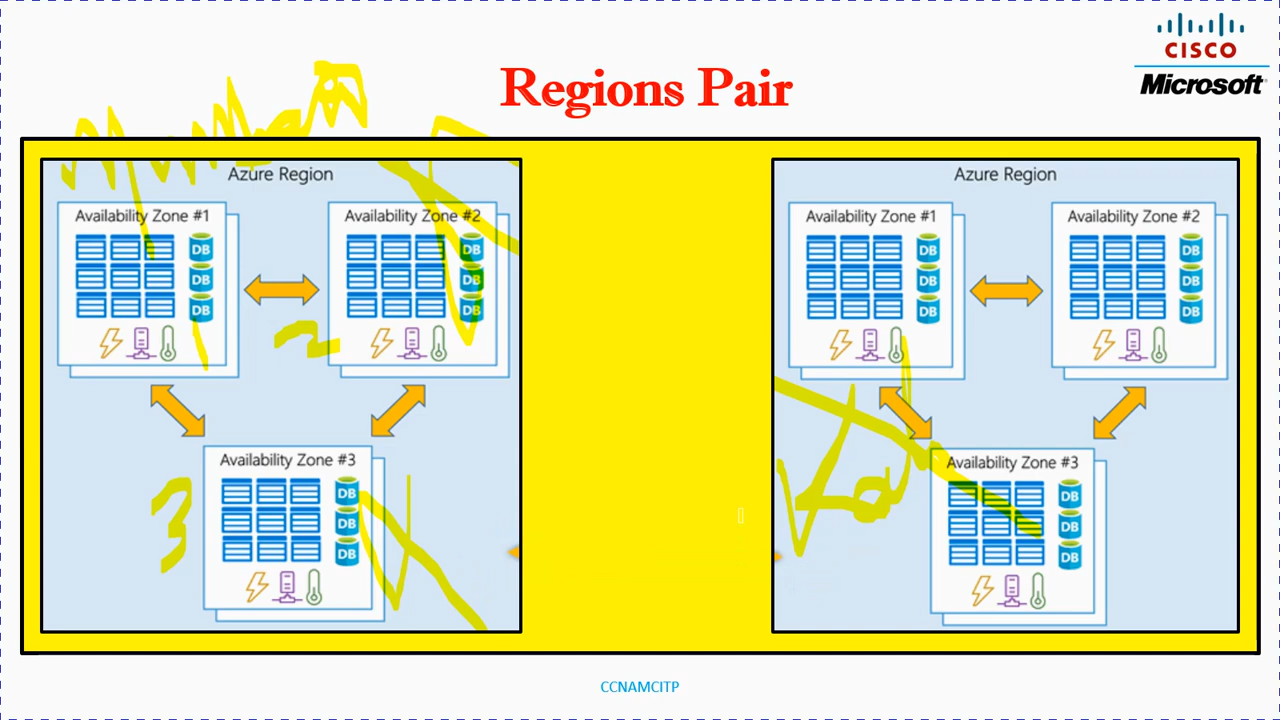 CISCO
Microsoft
Regions Pair
Azure Region
Availability Zone #1
DB
DB
DB
Availability Zone #2
DB
DB
DB
2
Availability Zone #3
DB
DB
DB
3
Azure Region
Availability Zone #1
DB
DB
DB
Availability Zone #2
DB
DB
DB
Availability Zone #3
DB
DB
DB
CCNAMCITP